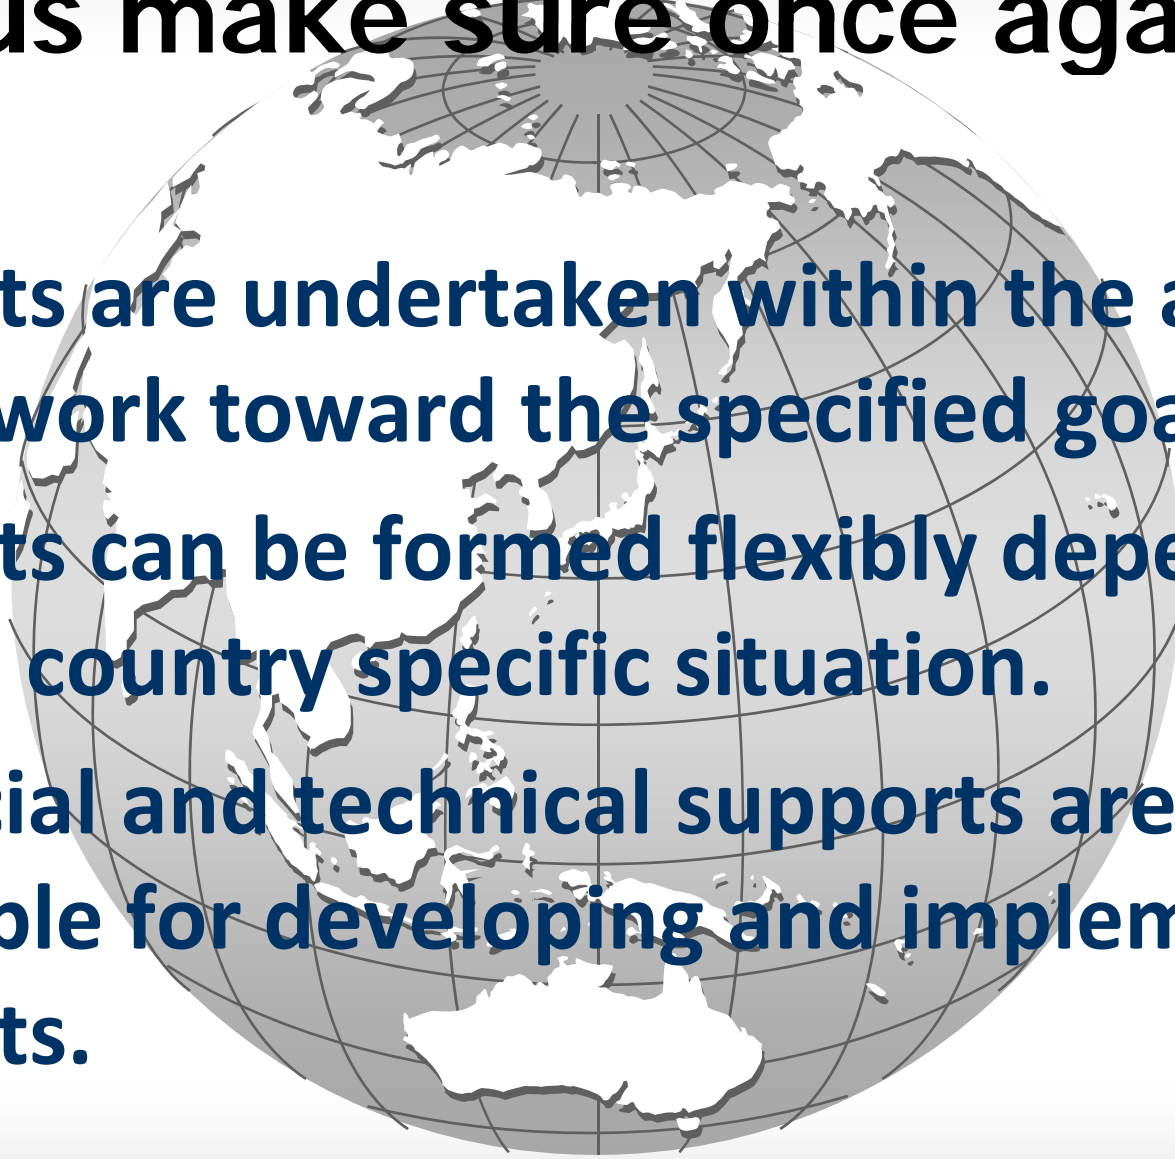 us make sure once aga
ts are undertaken within the a
work toward the specified goa
ts can be formed flexibly depe
country specific situation.
cial and technical supports are
ble for developing and implem
ts.